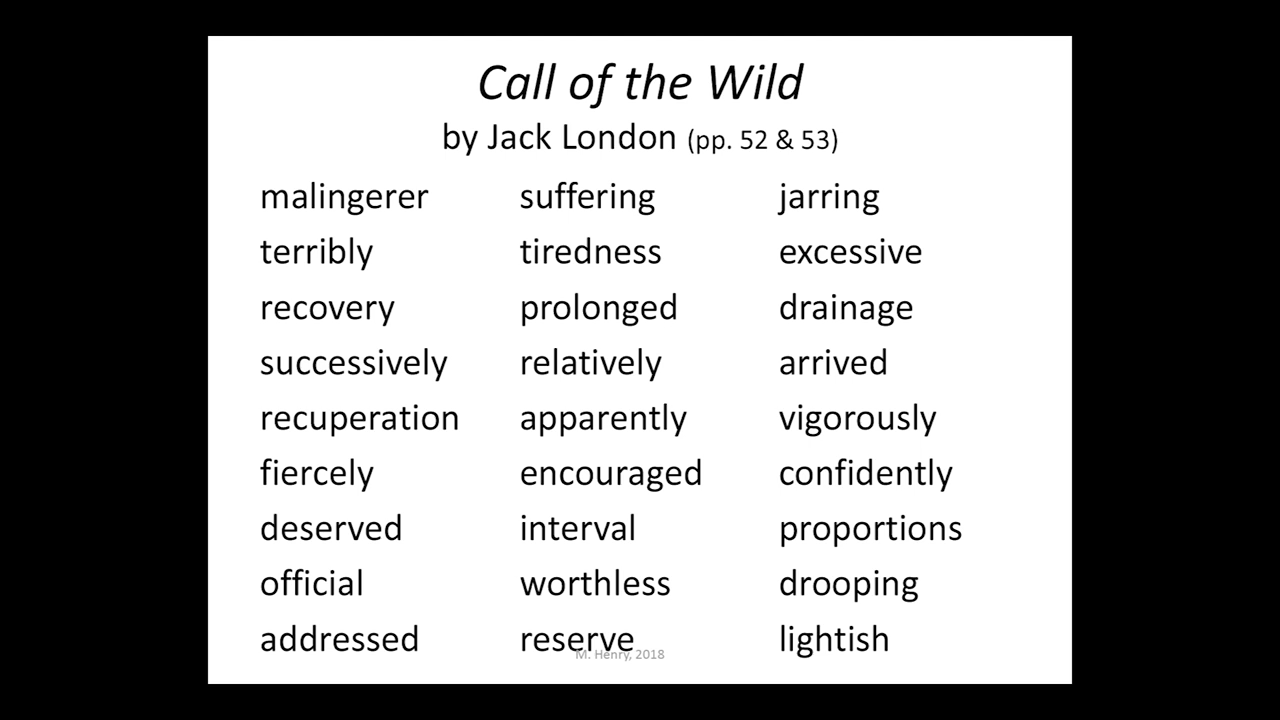 Call of the Wild
by Jack London (pp. 52 & 53)
malingerer suffering jarring
terribly tiredness excessive
recovery prolonged drainage
successively relatively arrived
recuperation apparently vigorously
fiercely encouraged confidently
deserved interval proportions
official worthless drooping
addressed reserve lightish
M. Henry, 2018